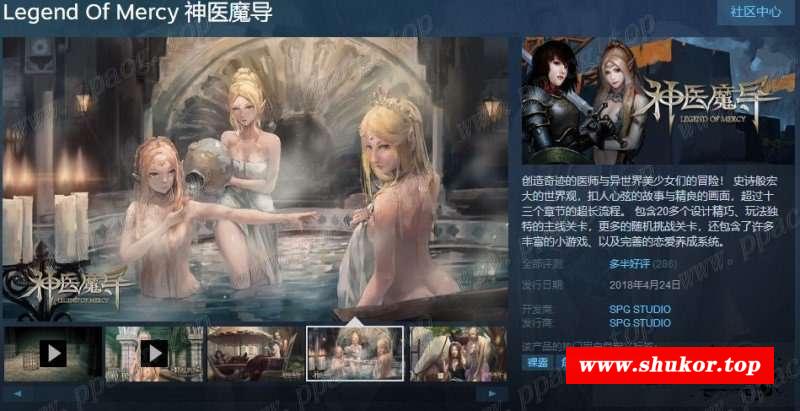 Legend Of Mercy 神医魔导
社区中心
神医魔导
LEGEND OF MERCY
创造奇迹的医师与异世界美少女们的冒险！ 史诗般宏
大的世界观，扣人心弦的故事与精良的画面，超过十
三个章节的超长流程。 包含20多个设计精巧、玩法独
特的主线关卡，更多的随机挑战关卡，还包含了许多
丰富的小游戏、以及完善的恋爱养成系统。
全部评测: 多半好评 (286)
发行日期: 2018年4月24日
开发商: SPG STUDIO
发行商: SPG STUDIO
该产品的热门用户自定义标签:
裸露
www.shukor.top
神医魔导
LEGEND OF MERCY